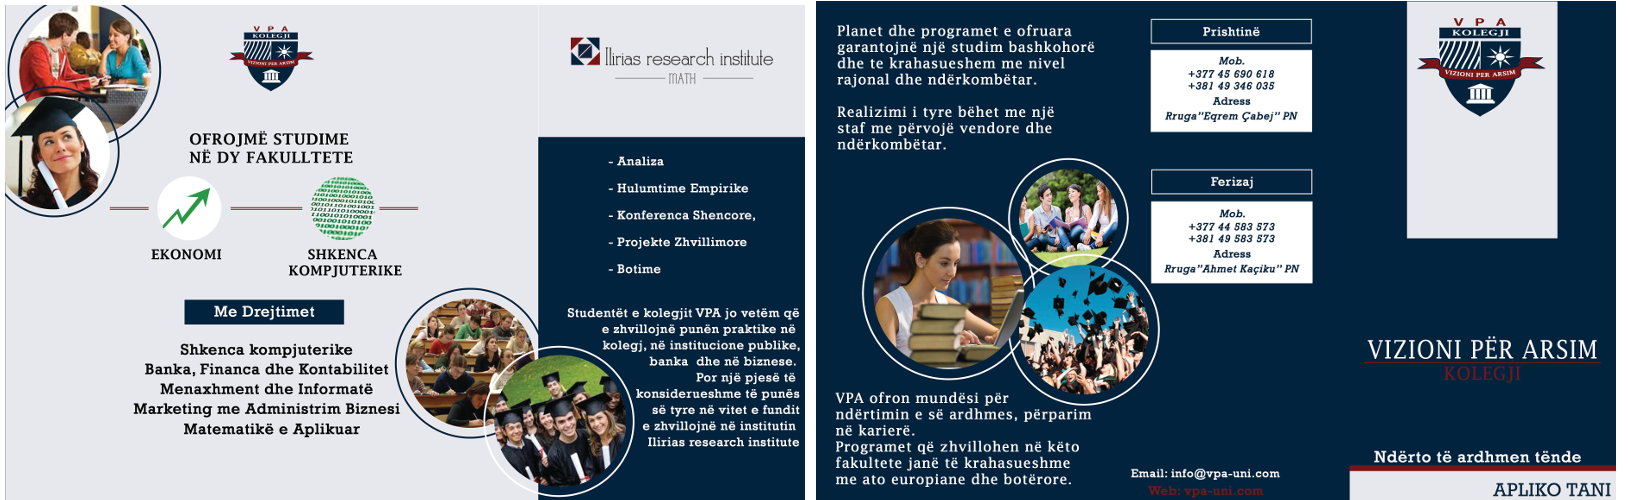 V P A
KOLEGJI
VIZIONI PËR ARSIM
OFROJMË STUDIME
NË DY FAKULLTETE
EKONOMI
SHKENCA
KOMPJUTERIKE
Me Drejtimet
Shkenca kompjuterike
Banka, Financa dhe Kontabilitet
Menaxhment dhe Informatë
Marketing me Administrim Biznesi
Matematikë e Aplikuar
Ilirias research institute
MATH
- Analiza
- Hulumtime Empirike
- Konferenca Shencore,
- Projekte Zhvillimore
- Botime
Studentët e kolegjit VPA jo vetëm që
e zhvillojnë punën praktike në
kolegj, në institucione publike,
banka dhe në biznese.
Por një pjesë të
konsiderueshme të punës
së tyre në vitet e fundit
e zhvillojnë në institutin
Ilirias research institute
Planet dhe programet e ofruara
garantojnë një studim bashkohorë
dhe te krahasueshem me nivel
rajonal dhe ndërkombëtar.
Realizimi i tyre bëhet me një
staf me përvojë vendore dhe
ndërkombëtar.
VPA ofron mundësi për
ndërtimin e së ardhmes, përparim
në karierë.
Programet që zhvillohen në këto
fakultete janë të krahasueshme
me ato europiane dhe botërore.
Prishtinë
Mob.
+377 45 690 618
+381 49 346 035
Adress
Rruga"Eqrem Çabej" PN
Ferizaj
Mob.
+377 44 583 573
+381 49 583 573
Adress
Rruga"Ahmet Kaçiku" PN
Email: info@vpa-uni.com
Web: vpa-uni.com
V P A
KOLEGJI
VIZIONI PËR ARSIM
VIZIONI PËR ARSIM
KOLEGJI
Ndërto të ardhmen tënde
APLIKO TANI